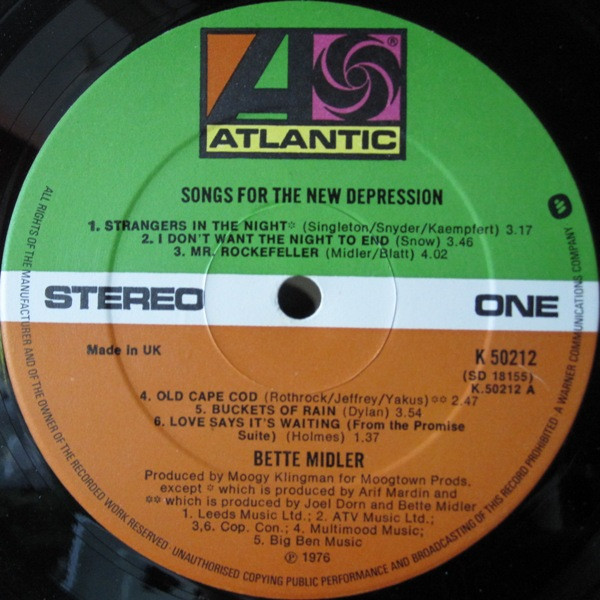 ®
ATLANTIC
SONGS FOR THE NEW DEPRESSION
1. STRANGERS IN THE NIGHT☆ (Singleton/Snyder/Kaempfert) 3.17
2. I DON'T WANT THE NIGHT TO END (Snow) 3.46
3. MR. ROCKEFELLER (Midler/Blatt) 4.02
STEREO
ONE
Made in UK
K 50212
(SD 18155)
K.50212 A
4. OLD CAPE COD (Rothrock/Jeffrey/Yakus)☆☆ 2.47
5. BUCKETS OF RAIN (Dylan) 3.54
6. LOVE SAYS IT'S WAITING (From the Promise
Suite) (Holmes) 1.37
BETTE MIDLER
Produced by Moogy Klingman for Moogtown Prods.
except ☆ which is produced by Arif Mardin and
☆☆ which is produced by Joel Dorn and Bette Midler
1. Leeds Music Ltd.; 2. ATV Music Ltd.;
3,6. Cop. Con.; 4. Multimood Music;
5. Big Ben Music
℗ 1976
ALL RIGHTS OF THE MANUFACTURER AND OF THE OWNER OF THE RECORDED WORK RESERVED UNAUTHORISED COPYING PUBLIC PERFORMANCE AND BROADCASTING OF THIS RECORD PROHIBITED A WARNER COMMUNICATIONS COMPANY